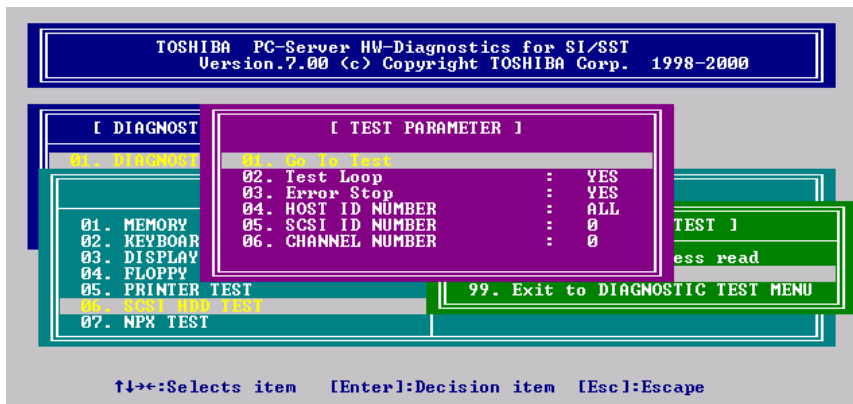 TOSHIBA PC-Server HW-Diagnostics for SI/SST
Version.7.00 (c) Copyright TOSHIBA Corp. 1998-2000
[ DIAGNOST
01. DIAGNOST
[ TEST PARAMETER ]
01. Go To Test
02. Test Loop : YES
03. Error Stop : YES
04. HOST ID NUMBER : ALL
05. SCSI ID NUMBER : 0
06. CHANNEL NUMBER : 0
01. MEMORY
02. KEYBOAR
03. DISPLAY
04. FLOPPY
05. PRINTER TEST
06. SCSI HDD TEST
07. NPX TEST
TEST ]
ess read
99. Exit to DIAGNOSTIC TEST MENU
↑↓→←:Selects item [Enter]:Decision item [Esc]:Escape